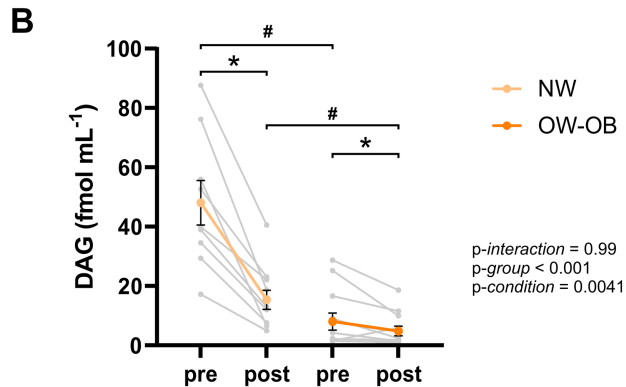 B
DAG (fmol mL-1)
100
80
60
40
20
0
#
*
#
*
pre
post
pre
post
NW
OW-OB
p-interaction = 0.99
p-group < 0.001
p-condition = 0.0041